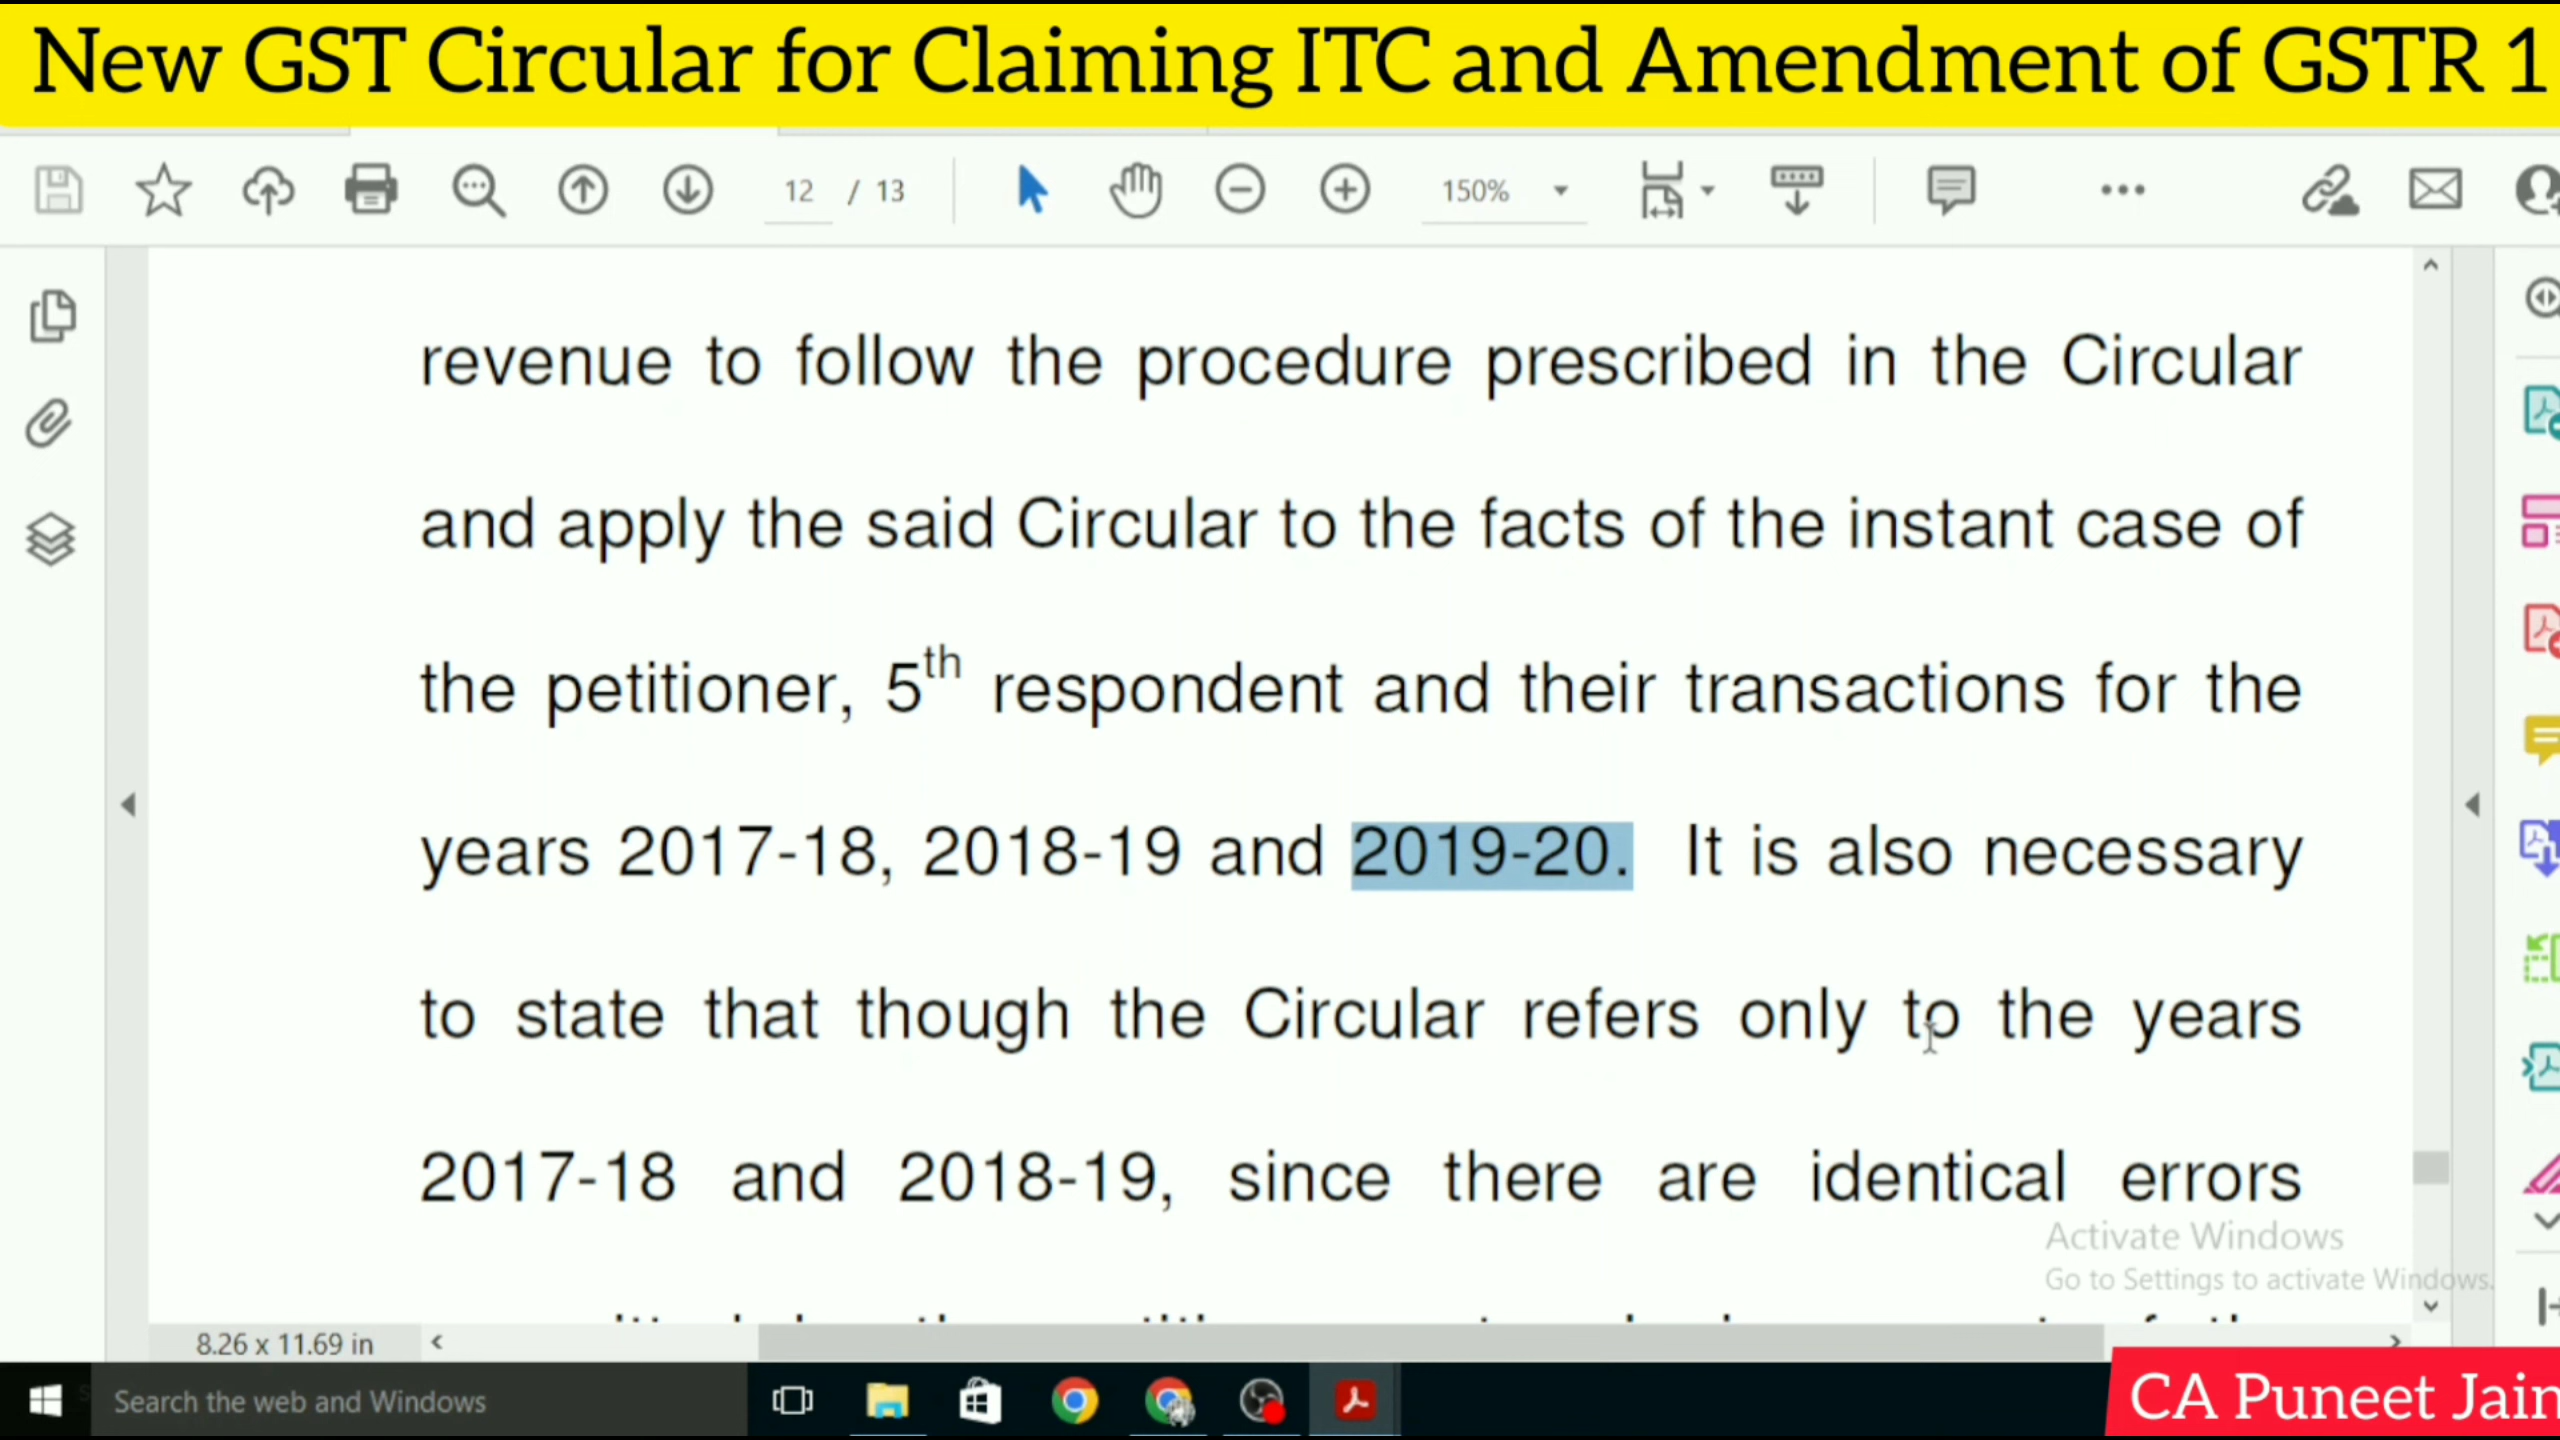 New GST Circular for Claiming ITC and Amendment of GSTR 1
12 / 13
150%
revenue to follow the procedure prescribed in the Circular
and apply the said Circular to the facts of the instant case of
the petitioner, 5th respondent and their transactions for the
years 2017-18, 2018-19 and 2019-20. It is also necessary
to state that though the Circular refers only to the years
2017-18 and 2018-19, since there are identical errors
Activate Windows
Go to Settings to activate Windows.
8.26 x 11.69 in
Search the web and Windows
CA Puneet Jain